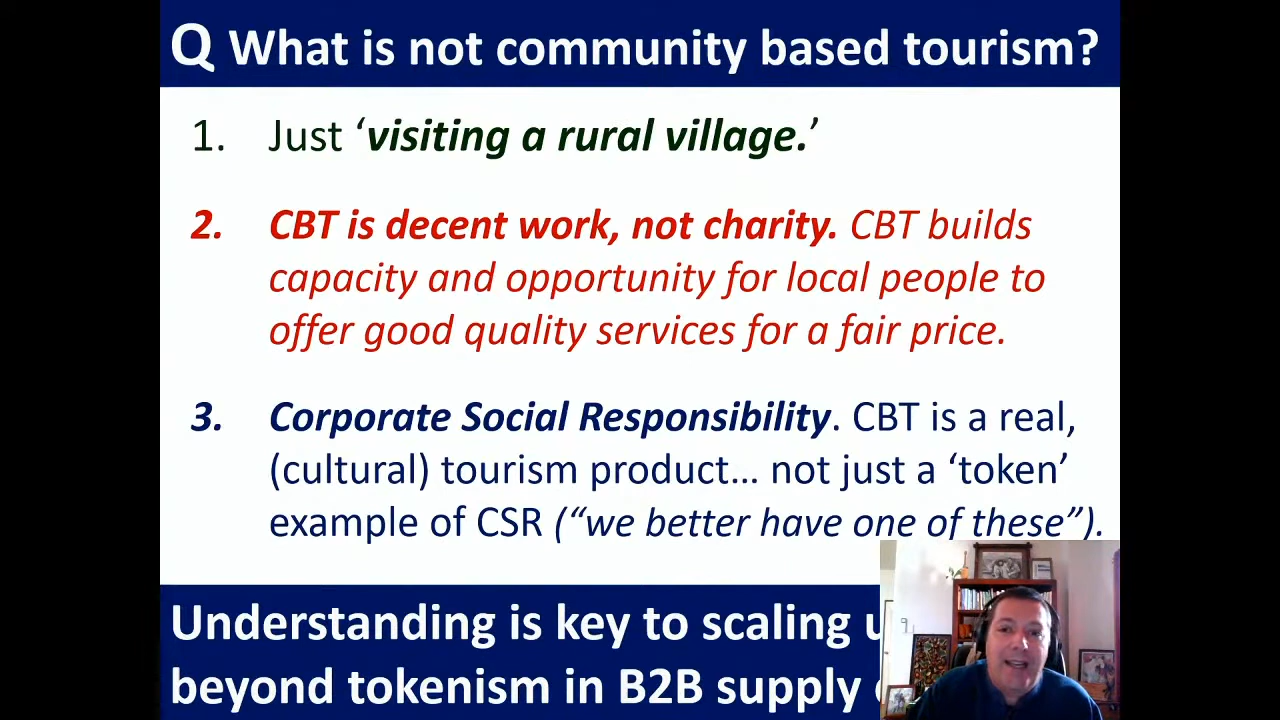 Q What is not community based tourism?
1. Just ‘visiting a rural village.’
2. CBT is decent work, not charity. CBT builds
capacity and opportunity for local people to
offer good quality services for a fair price.
3. Corporate Social Responsibility. CBT is a real,
(cultural) tourism product… not just a ‘token’
example of CSR (“we better have one of these”).
Understanding is key to scaling
beyond tokenism in B2B supply